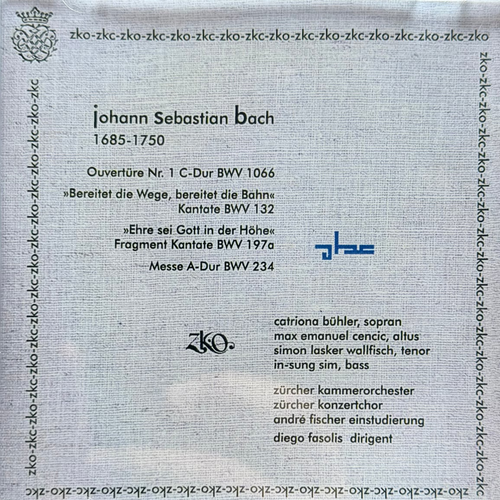 zko-zkc-zko-zkc-zko-zkc-zko-zkc-zko-zkc-zko-zkc-zko-zkc-zko-zkc-zko
johann sebastian bach
1685-1750
Ouvertüre Nr. 1 C-Dur BWV 1066
»Bereitet die Wege, bereitet die Bahn«
Kantate BWV 132
»Ehre sei Gott in der Höhe«
Fragment Kantate BWV 197a
Messe A-Dur BWV 234
zko.
catriona bühler, sopran
max emanuel cencic, altus
simon lasker wallfisch, tenor
in-sung sim, bass
zürcher kammerorchester
zürcher konzertchor
andré fischer einstudierung
diego fasolis dirigent